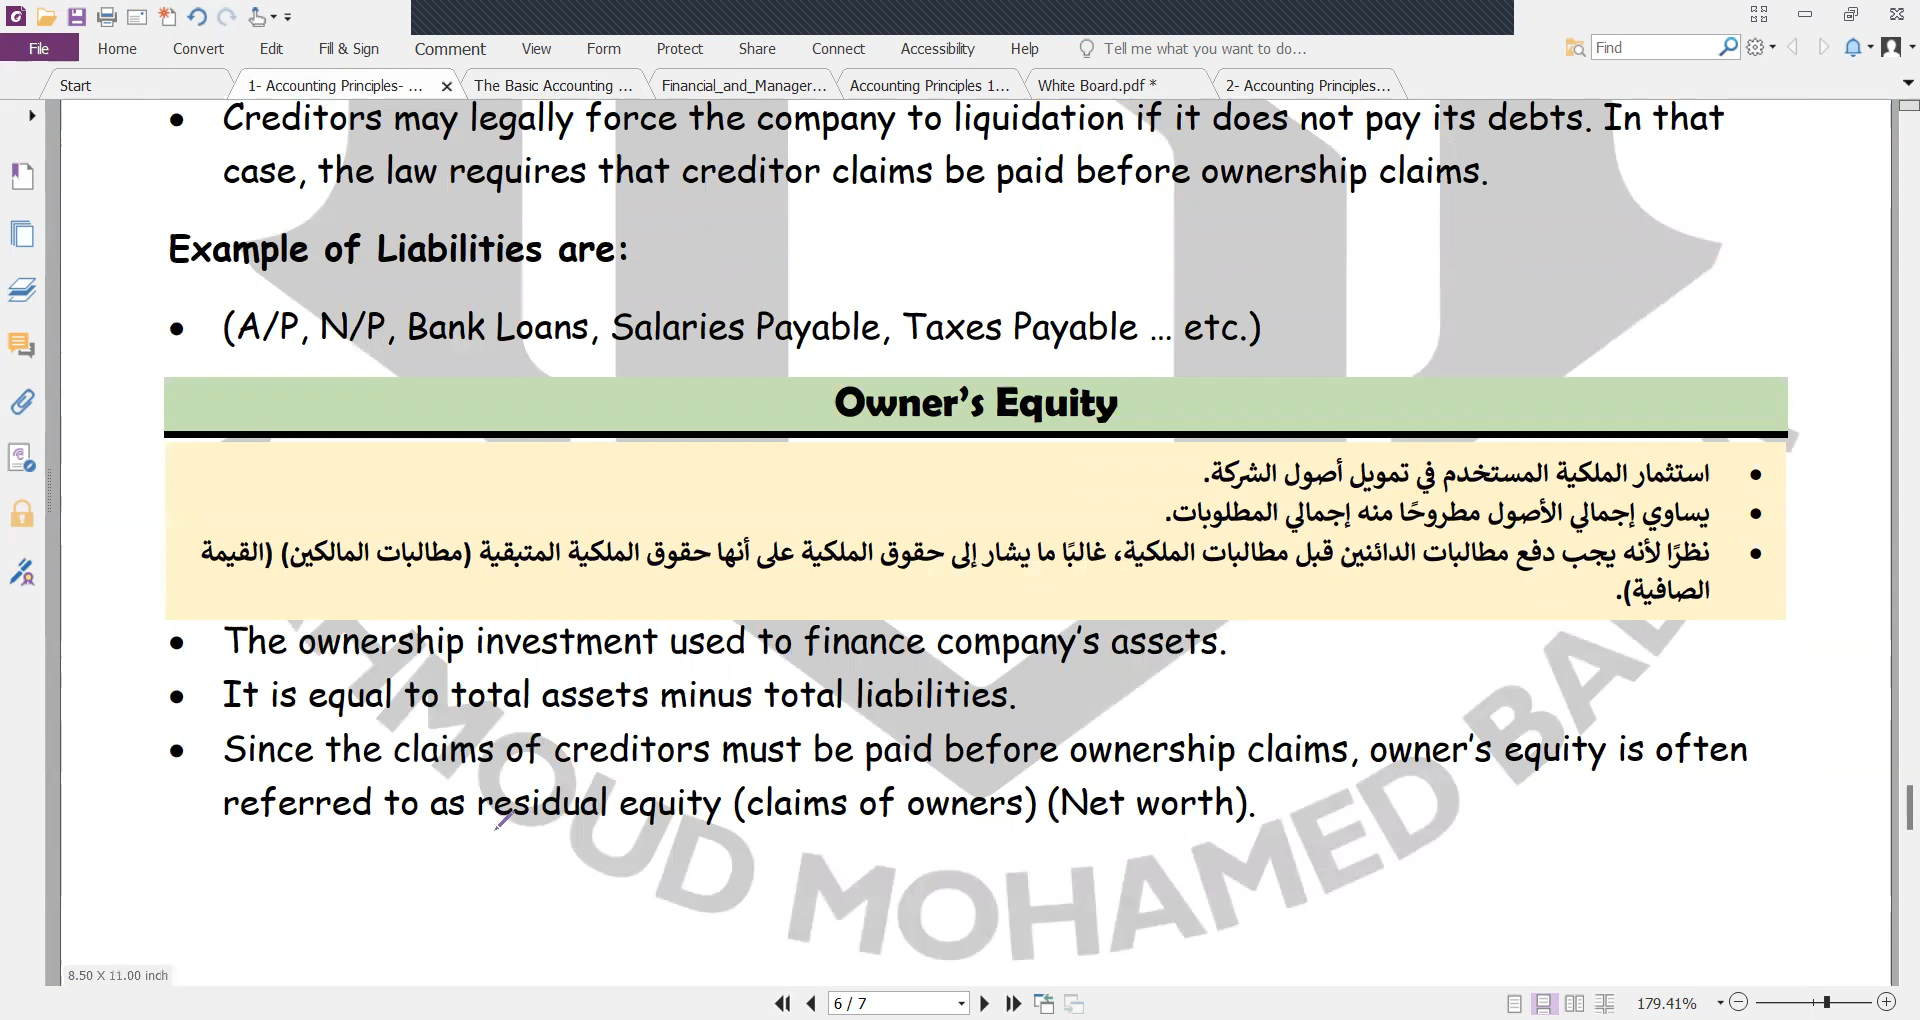 File Home Convert Edit Fill & Sign Comment View Form Protect Share Connect Accessibility Help Tell me what you want to do... Find
Start 1- Accounting Principles- ... The Basic Accounting ... Financial_and_Manager... Accounting Principles 1... White Board.pdf * 2- Accounting Principles...
• Creditors may legally force the company to liquidation if it does not pay its debts. In that
case, the law requires that creditor claims be paid before ownership claims.
Example of Liabilities are:
• (A/P, N/P, Bank Loans, Salaries Payable, Taxes Payable … etc.)
Owner’s Equity
• استثمار الملكية المستخدم في تمويل أصول الشركة.
• يساوي إجمالي الأصول مطروحًا منه إجمالي المطلوبات.
• نظرًا لأنه يجب دفع مطالبات الدائنين قبل مطالبات الملكية، غالبًا ما يشار إلى حقوق الملكية على أنها حقوق الملكية المتبقية (مطالبات المالكين) (القيمة
الصافية).
• The ownership investment used to finance company’s assets.
• It is equal to total assets minus total liabilities.
• Since the claims of creditors must be paid before ownership claims, owner’s equity is often
referred to as residual equity (claims of owners) (Net worth).
8.50 X 11.00 inch
6 / 7 179.41%